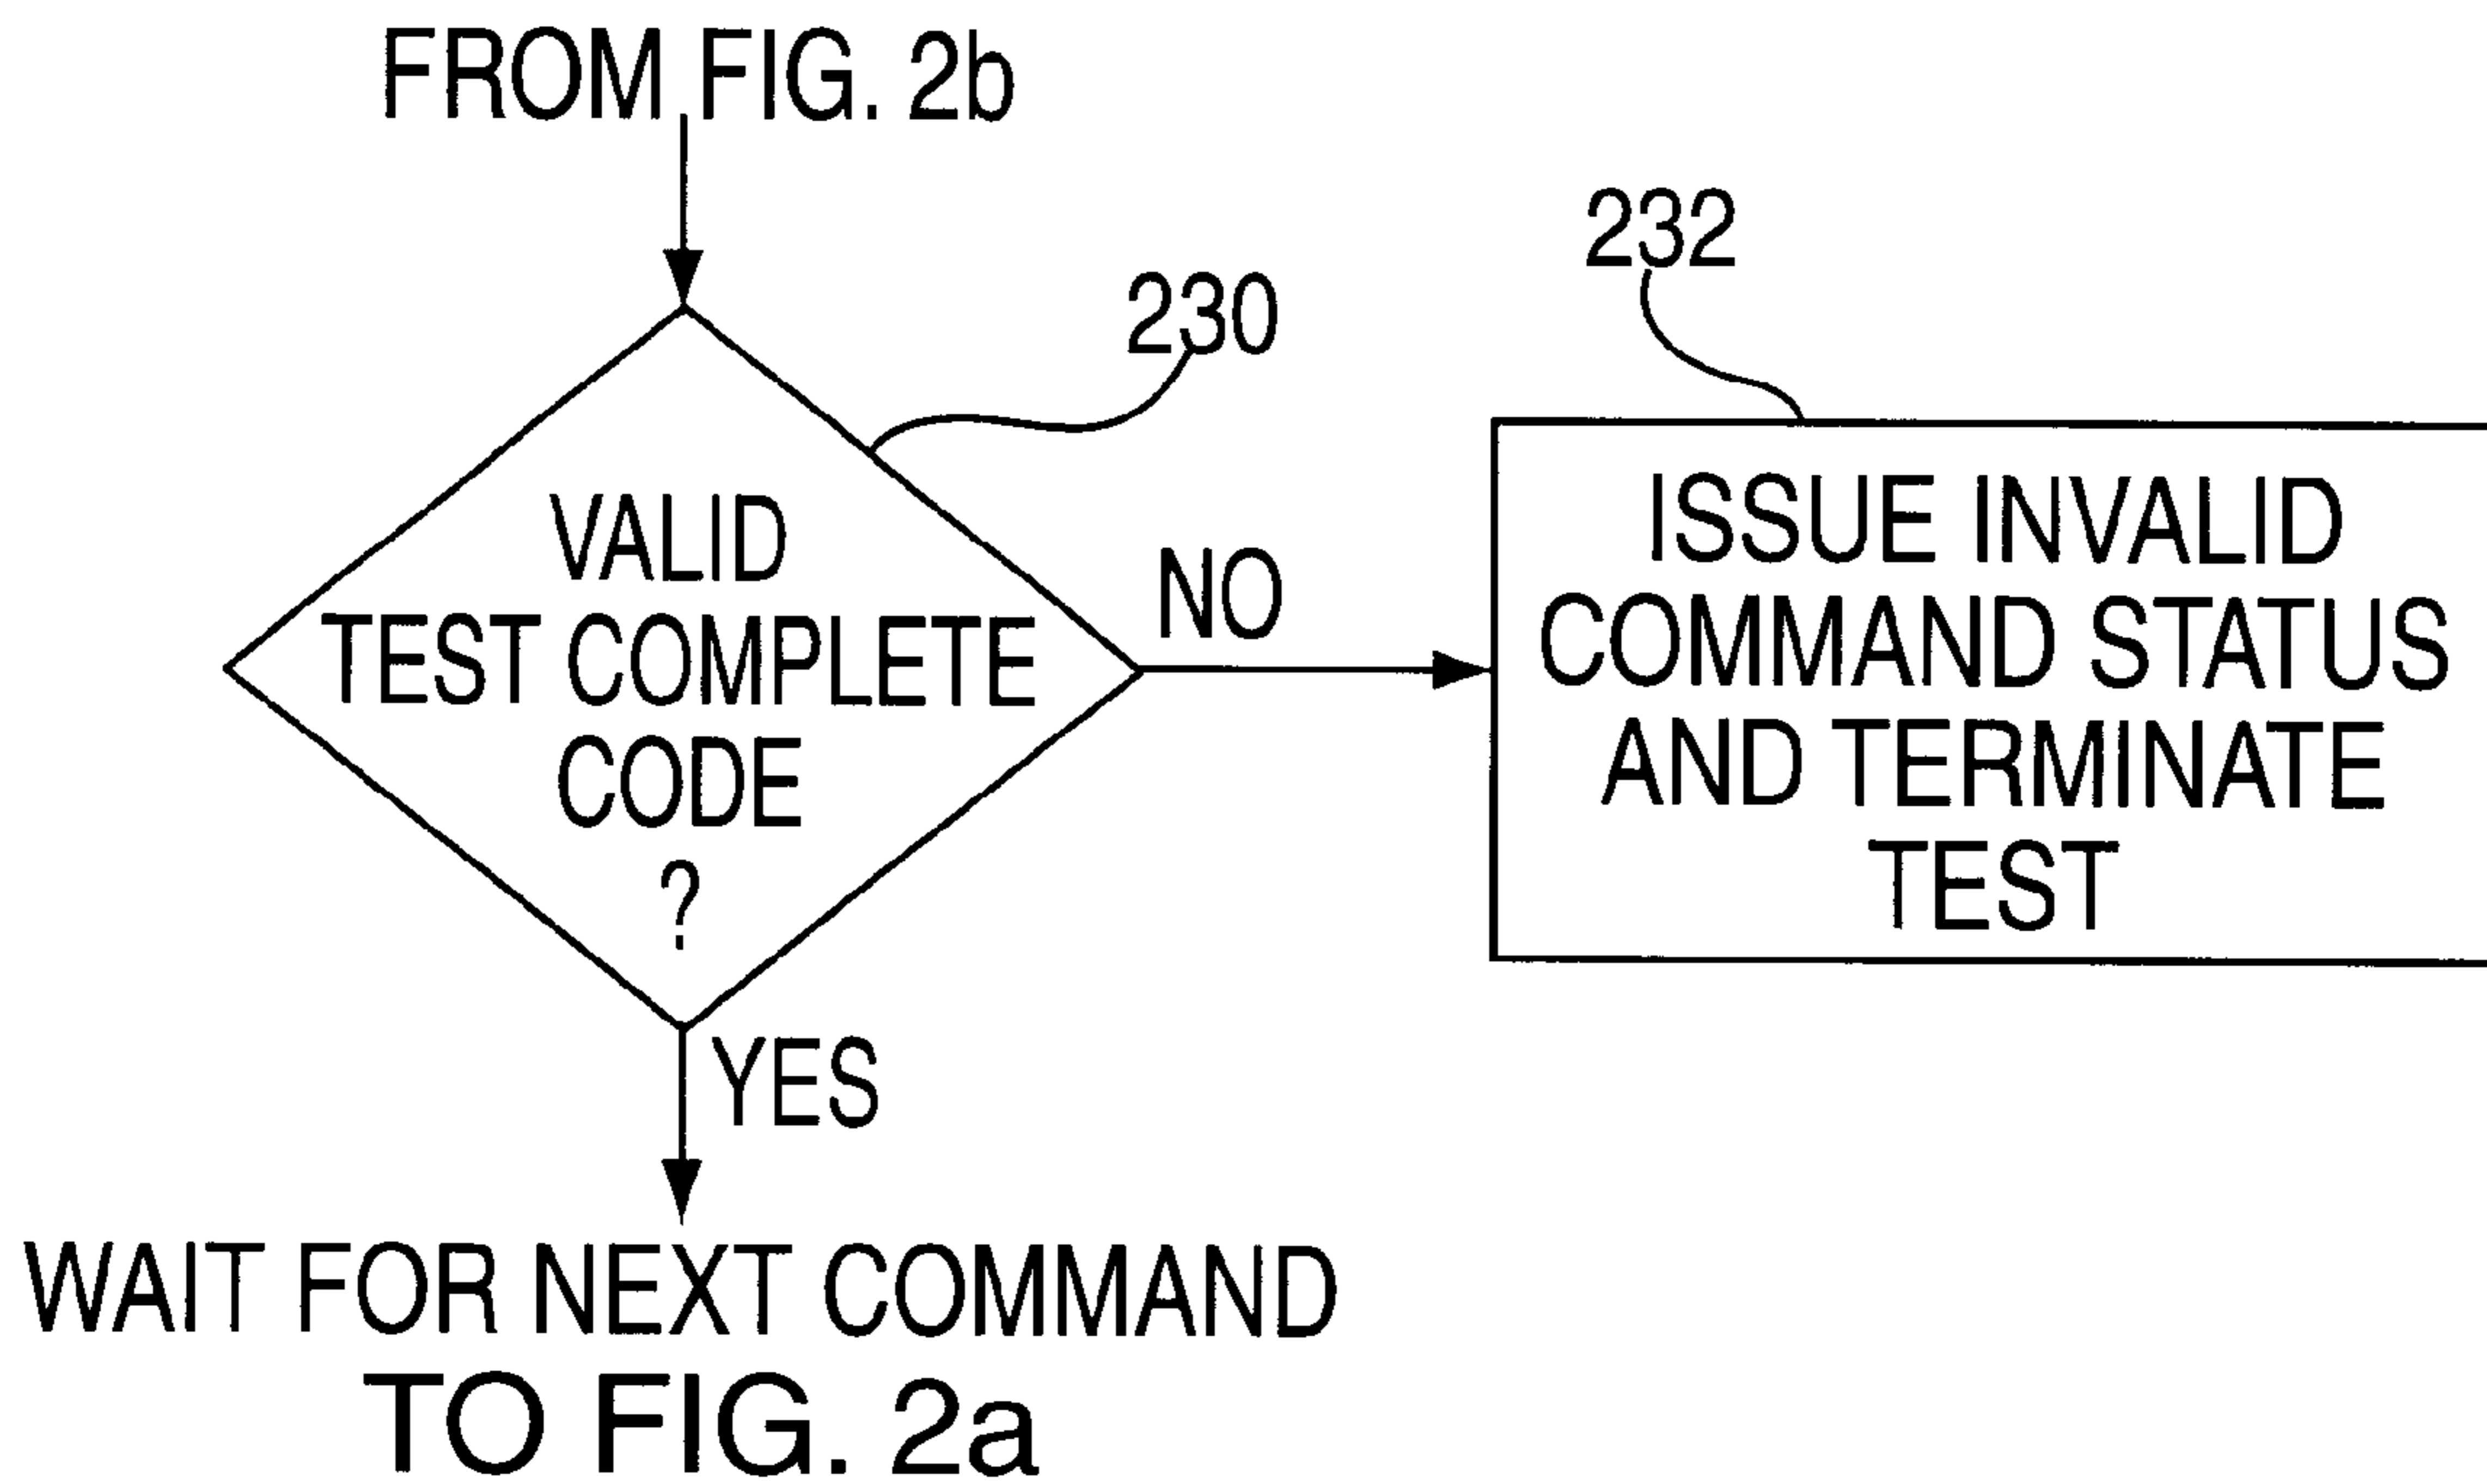 FROM FIG. 2b
232
230
VALID
TEST COMPLETE
CODE
?
NO
ISSUE INVALID
COMMAND STATUS
AND TERMINATE
TEST
YES
WAIT FOR NEXT COMMAND
TO FIG. 2a